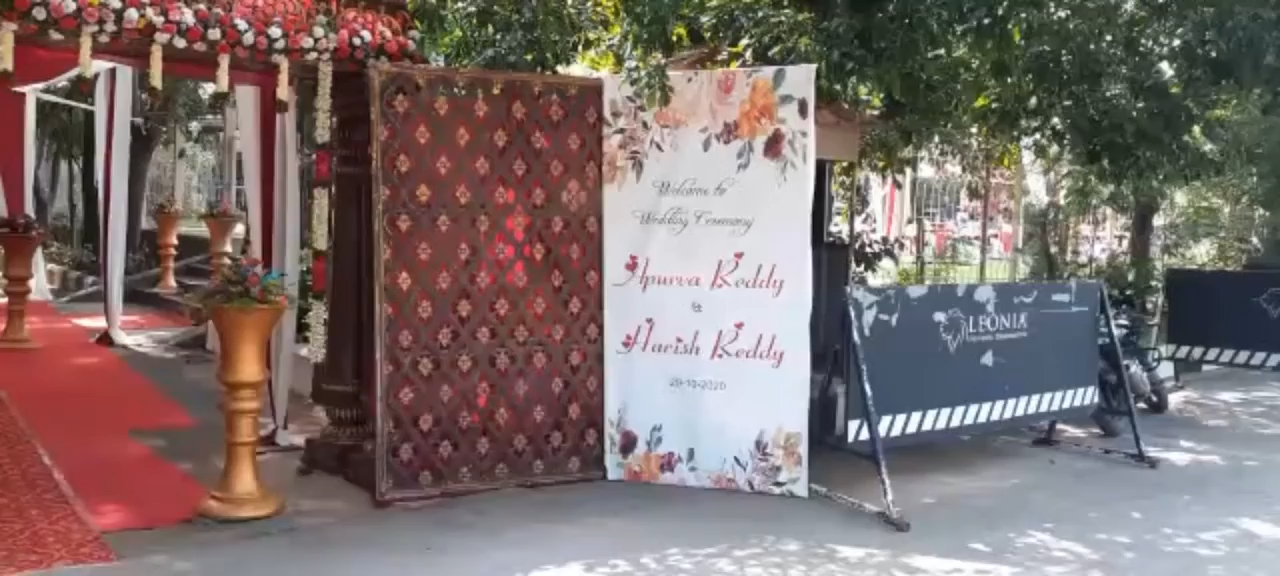 Welcome to
Wedding Ceremony
Apurva Reddy
&
Harish Reddy
29-10-2020
LEONIA